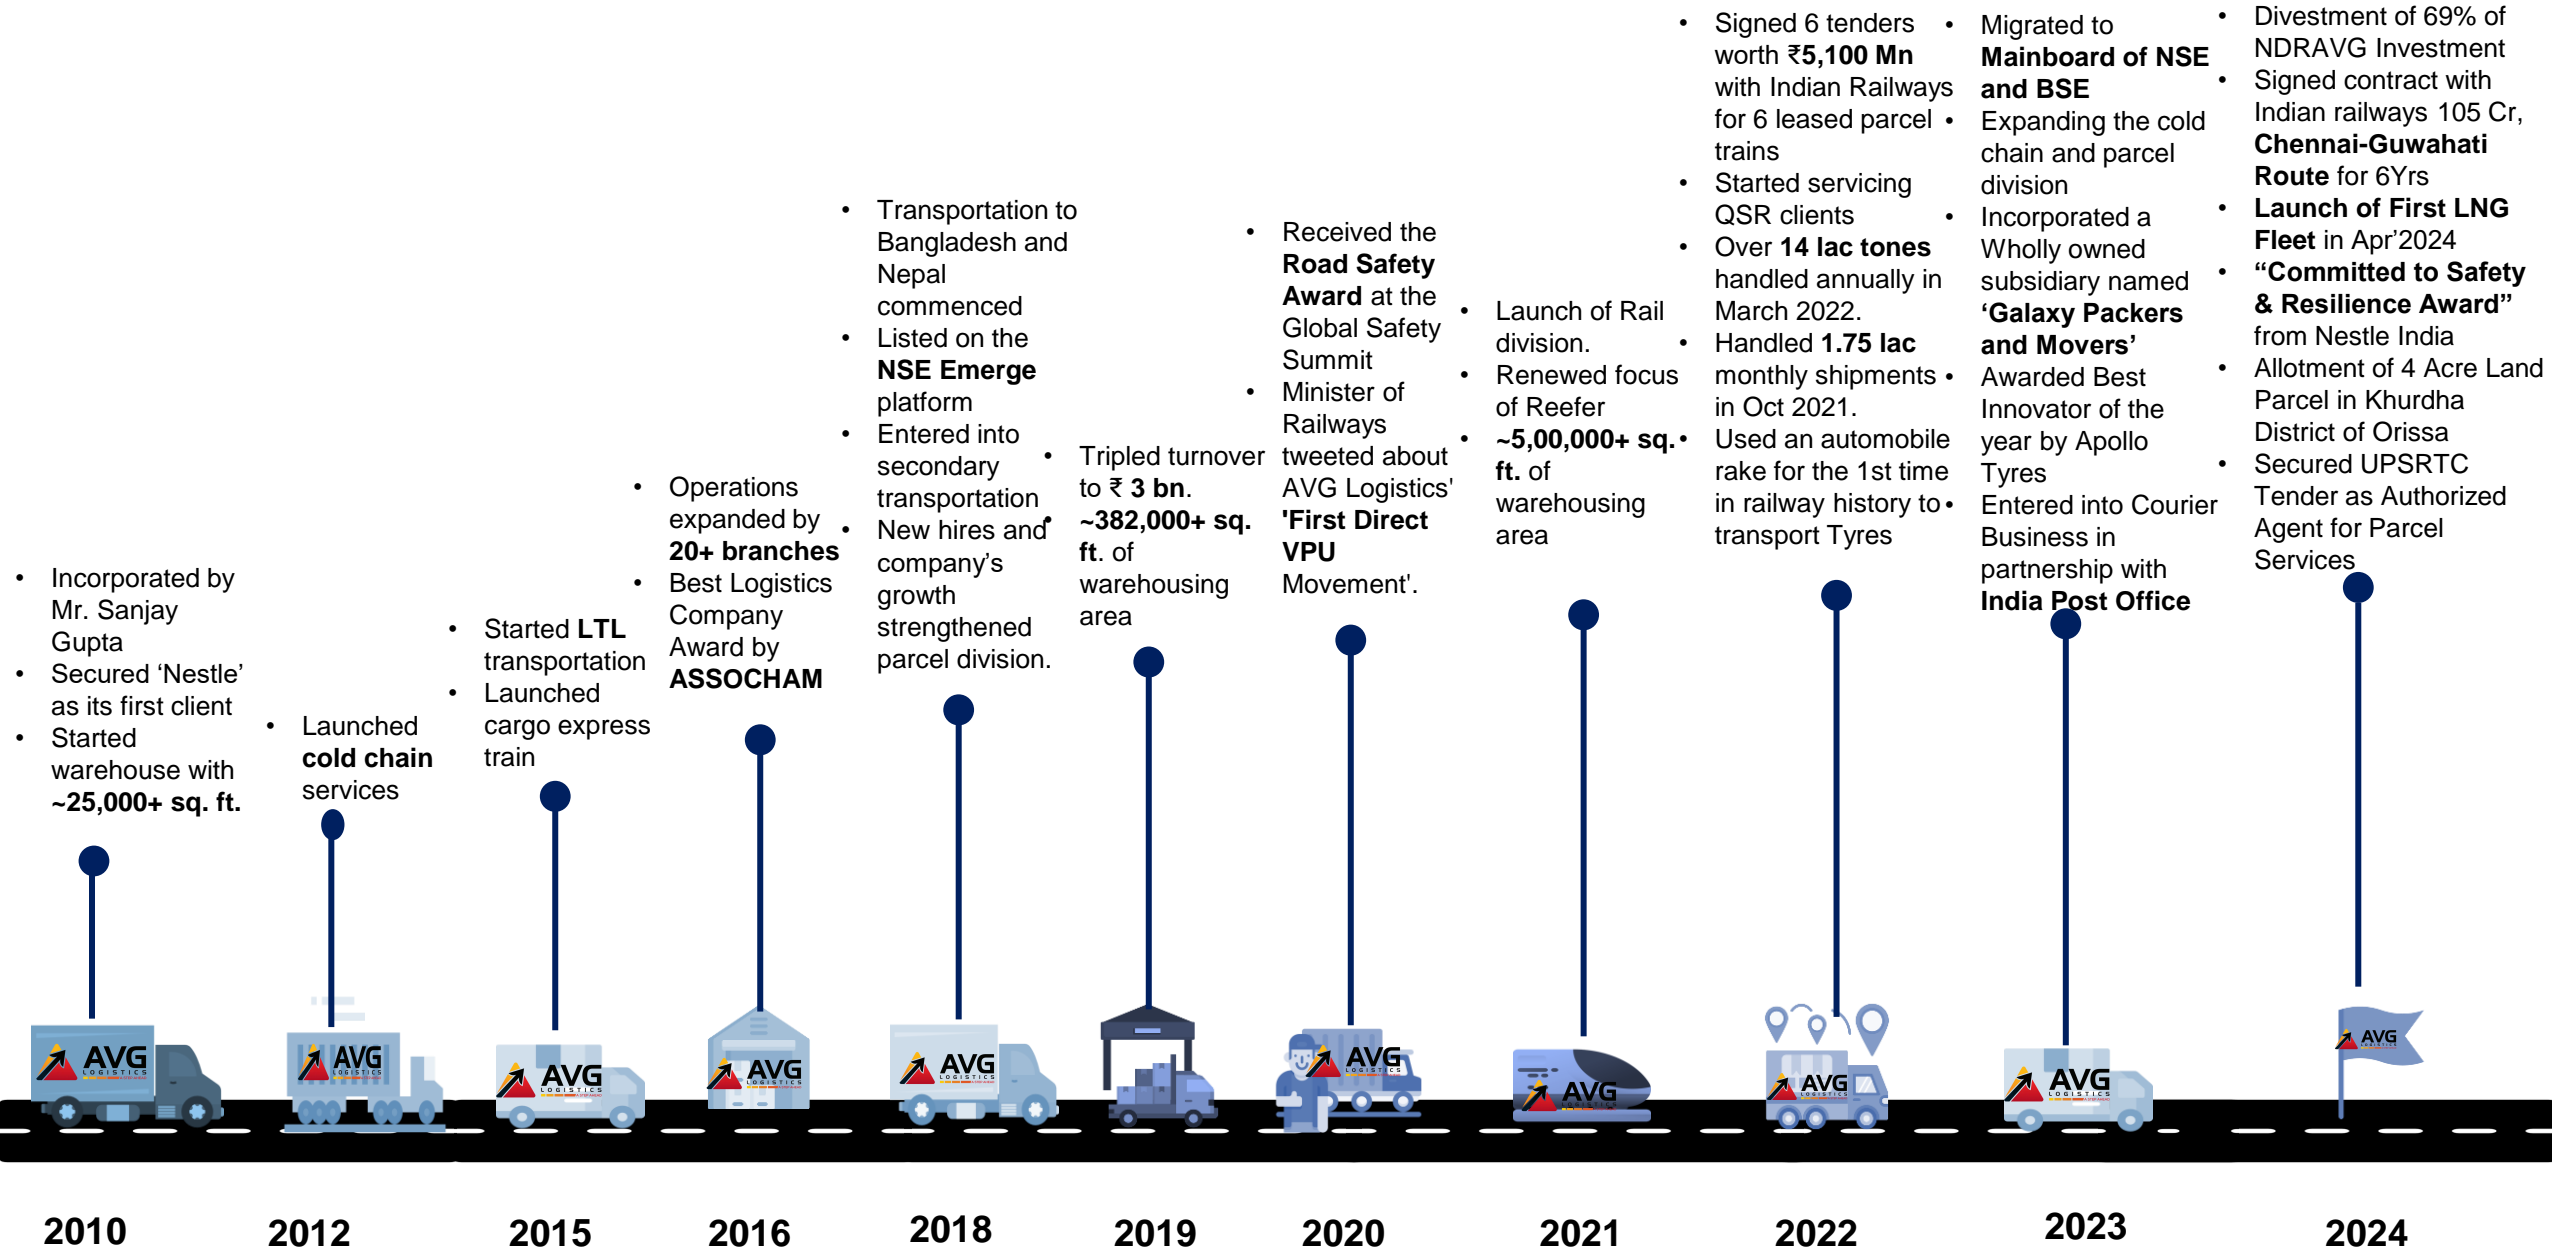 • Incorporated by
Mr. Sanjay
Gupta
• Secured ‘Nestle’
as its first client
• Started
warehouse with
~25,000+ sq. ft.
• Launched
cold chain
services
• Started LTL
transportation
• Launched
cargo express
train
• Operations
expanded by
20+ branches
• Best Logistics
Company
Award by
ASSOCHAM
• Transportation to
Bangladesh and
Nepal
commenced
• Listed on the
NSE Emerge
platform
• Entered into
secondary
transportation
• New hires and
company’s
growth
strengthened
parcel division.
• Tripled turnover
to ₹ 3 bn.
• ~382,000+ sq.
ft. of
warehousing
area
• Received the
Road Safety
Award at the
Global Safety
Summit
• Minister of
Railways
tweeted about
AVG Logistics'
'First Direct
VPU
Movement'.
• Launch of Rail
division.
• Renewed focus
of Reefer
• ~5,00,000+ sq.
ft. of
warehousing
area
• Signed 6 tenders
worth ₹5,100 Mn
with Indian Railways
for 6 leased parcel
trains
• Started servicing
QSR clients
• Over 14 lac tones
handled annually in
March 2022.
• Handled 1.75 lac
monthly shipments
in Oct 2021.
• Used an automobile
rake for the 1st time
in railway history to
transport Tyres
• Migrated to
Mainboard of NSE
and BSE
• Expanding the cold
chain and parcel
division
• Incorporated a
Wholly owned
subsidiary named
‘Galaxy Packers
and Movers’
• Awarded Best
Innovator of the
year by Apollo
Tyres
• Entered into Courier
Business in
partnership with
India Post Office
• Divestment of 69% of
NDRAVG Investment
• Signed contract with
Indian railways 105 Cr,
Chennai-Guwahati
Route for 6Yrs
• Launch of First LNG
Fleet in Apr’2024
• “Committed to Safety
& Resilience Award”
from Nestle India
• Allotment of 4 Acre Land
Parcel in Khurdha
District of Orissa
• Secured UPSRTC
Tender as Authorized
Agent for Parcel
Services
AVG
LOGISTICS
AVG
LOGISTICS
AVG
LOGISTICS
AVG
LOGISTICS
AVG
LOGISTICS
AVG
LOGISTICS
AVG
LOGISTICS
AVG
LOGISTICS
AVG
LOGISTICS
AVG
LOGISTICS
2010
2012
2015
2016
2018
2019
2020
2021
2022
2023
2024